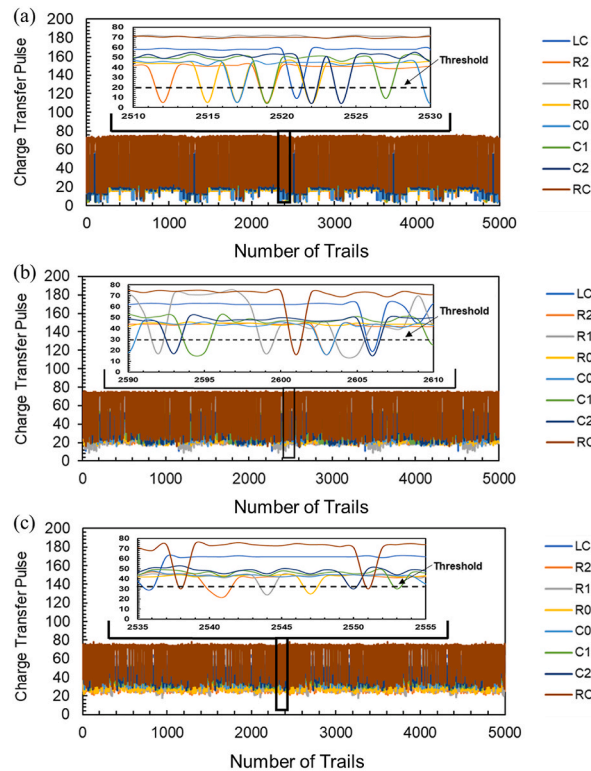 (a)
200
180
160
140
120
100
80
60
40
20
0
Charge Transfer Pulse
80
70
60
50
40
30
20
10
0
Threshold
2510 2515 2520 2525 2530
0 1000 2000 3000 4000 5000
Number of Trails
LC
R2
R1
R0
C0
C1
C2
RC
(b)
200
180
160
140
120
100
80
60
40
20
0
Charge Transfer Pulse
80
70
60
50
40
30
20
10
0
Threshold
2590 2595 2600 2605 2610
0 1000 2000 3000 4000 5000
Number of Trails
LC
R2
R1
R0
C0
C1
C2
RC
(c)
200
180
160
140
120
100
80
60
40
20
0
Charge Transfer Pulse
80
70
60
50
40
30
20
10
0
Threshold
2535 2540 2545 2550 2555
0 1000 2000 3000 4000 5000
Number of Trails
LC
R2
R1
R0
C0
C1
C2
RC